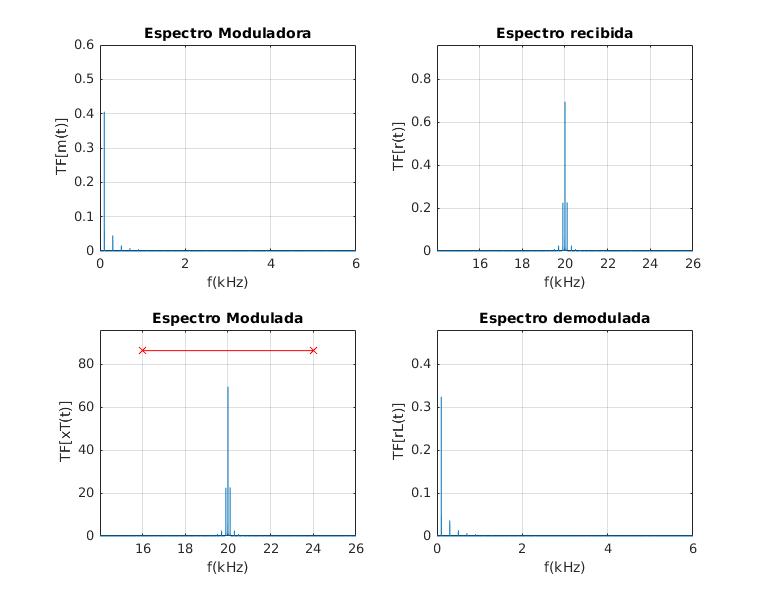 Espectro Moduladora
0.6
0.5
0.4
0.3
0.2
0.1
0
TF[m(t)]
0 2 4 6
f(kHz)
Espectro recibida
0.8
0.6
0.4
0.2
0
TF[r(t)]
16 18 20 22 24 26
f(kHz)
Espectro Modulada
80
60
40
20
0
TF[xT(t)]
16 18 20 22 24 26
f(kHz)
Espectro demodulada
0.4
0.3
0.2
0.1
0
TF[rL(t)]
0 2 4 6
f(kHz)